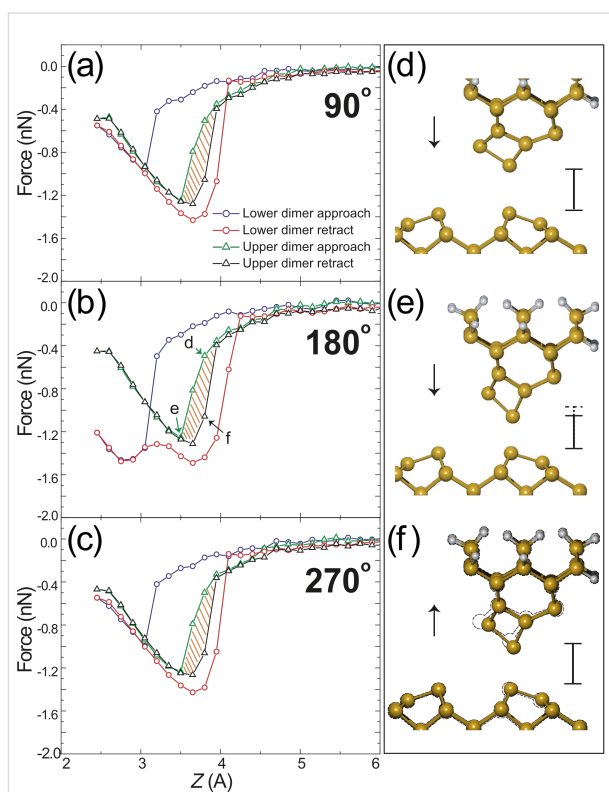 (a)
90°
0.0
-0.4
-0.8
-1.2
-1.6
-2.0
Force (nN)
Lower dimer approach
Lower dimer retract
Upper dimer approach
Upper dimer retract
(b)
180°
0.0
-0.4
-0.8
-1.2
-1.6
-2.0
Force (nN)
d
e
f
(c)
270°
0.0
-0.4
-0.8
-1.2
-1.6
-2.0
Force (nN)
2 3 4 5 6
Z (A)
(d)
(e)
(f)